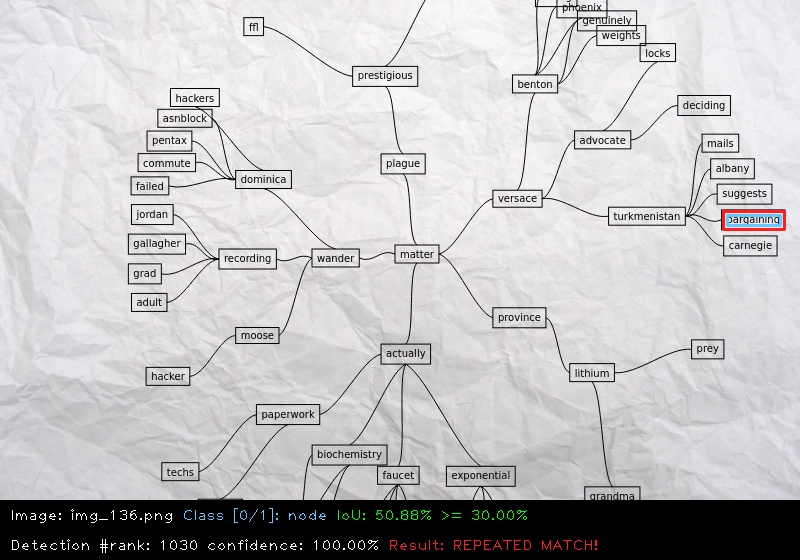 phoenix
genuinely
ffl
weights
locks
prestigious
benton
hackers
deciding
asnblock
pentax
advocate
mails
commute
plague
albany
dominica
failed
suggests
versace
jordan
turkmenistan
bargaining
gallagher
carnegie
matter
recording
wander
grad
adult
province
moose
prey
actually
lithium
hacker
paperwork
biochemistry
techs
faucet
exponential
grandma
Image: img_136.png Class [0/1]: node IoU: 50.88% >= 30.00%
Detection #rank: 1030 confidence: 100.00% Result: REPEATED MATCH!